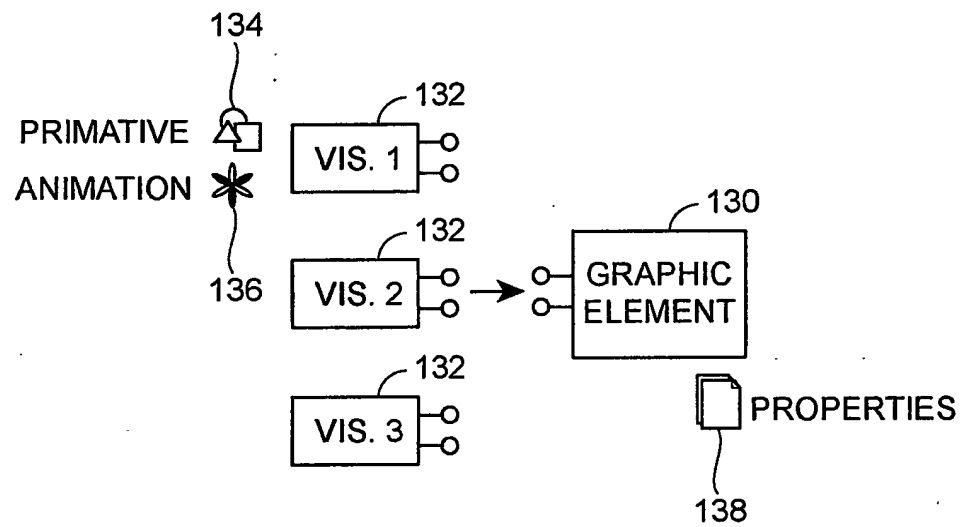 134
132
PRIMATIVE
VIS. 1
ANIMATION
130
132
136
VIS. 2
GRAPHIC
ELEMENT
132
VIS. 3
PROPERTIES
138